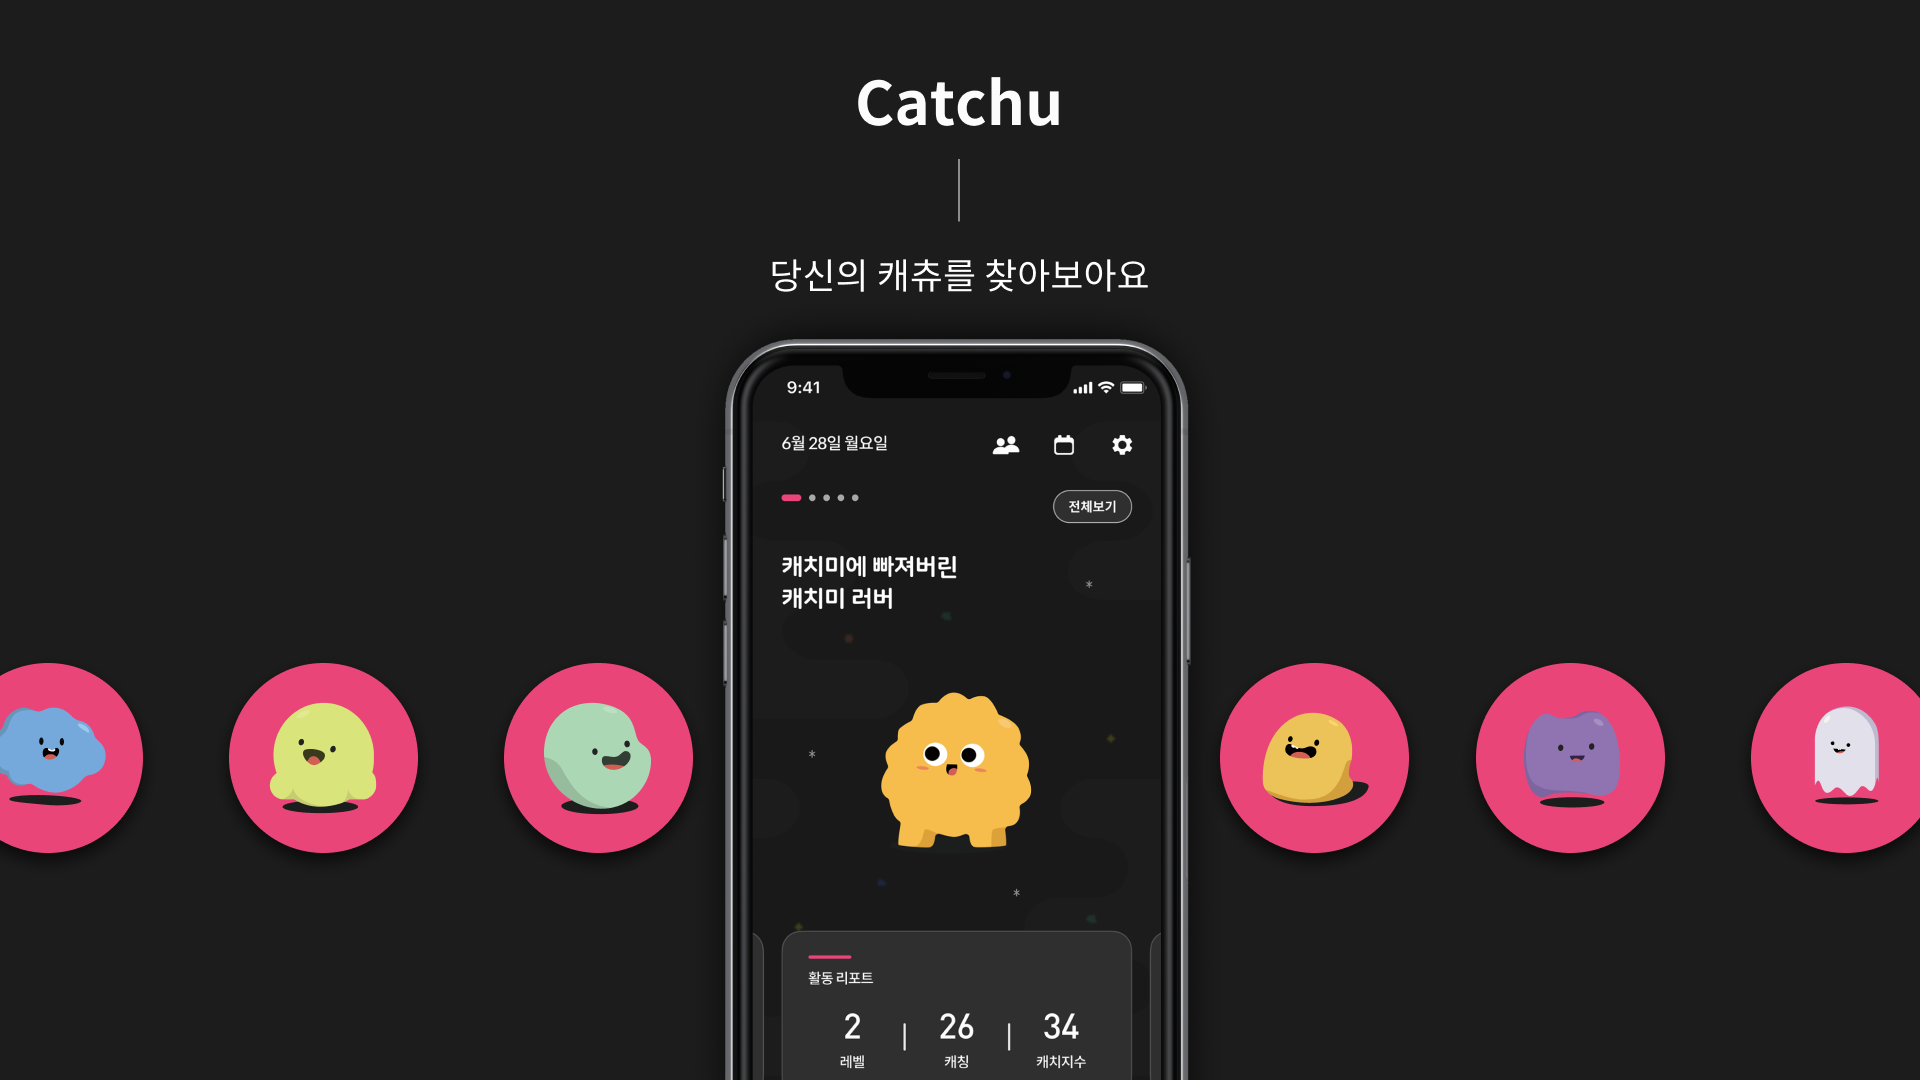 Catchu
당신의 캐츄를 찾아보아요
9:41
6월 28일 월요일
전체보기
캐치미에 빠져버린
캐치미 러버
활동 리포트
2 | 26 | 34
레벨 캐칭 캐치지수